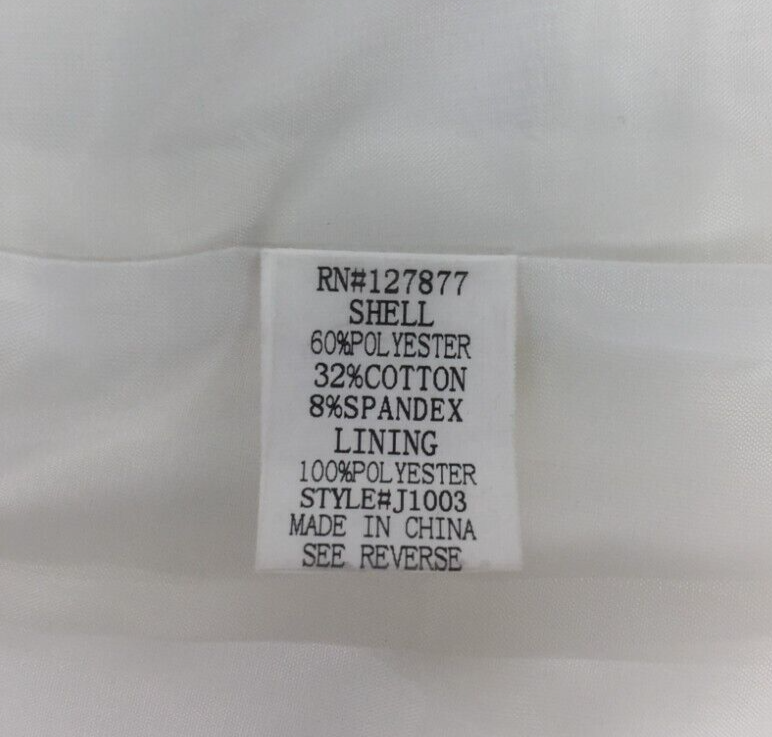 RN#127877
SHELL
60%POLYESTER
32%COTTON
8%SPANDEX
LINING
100%POLYESTER
STYLE#J1003
MADE IN CHINA
SEE REVERSE